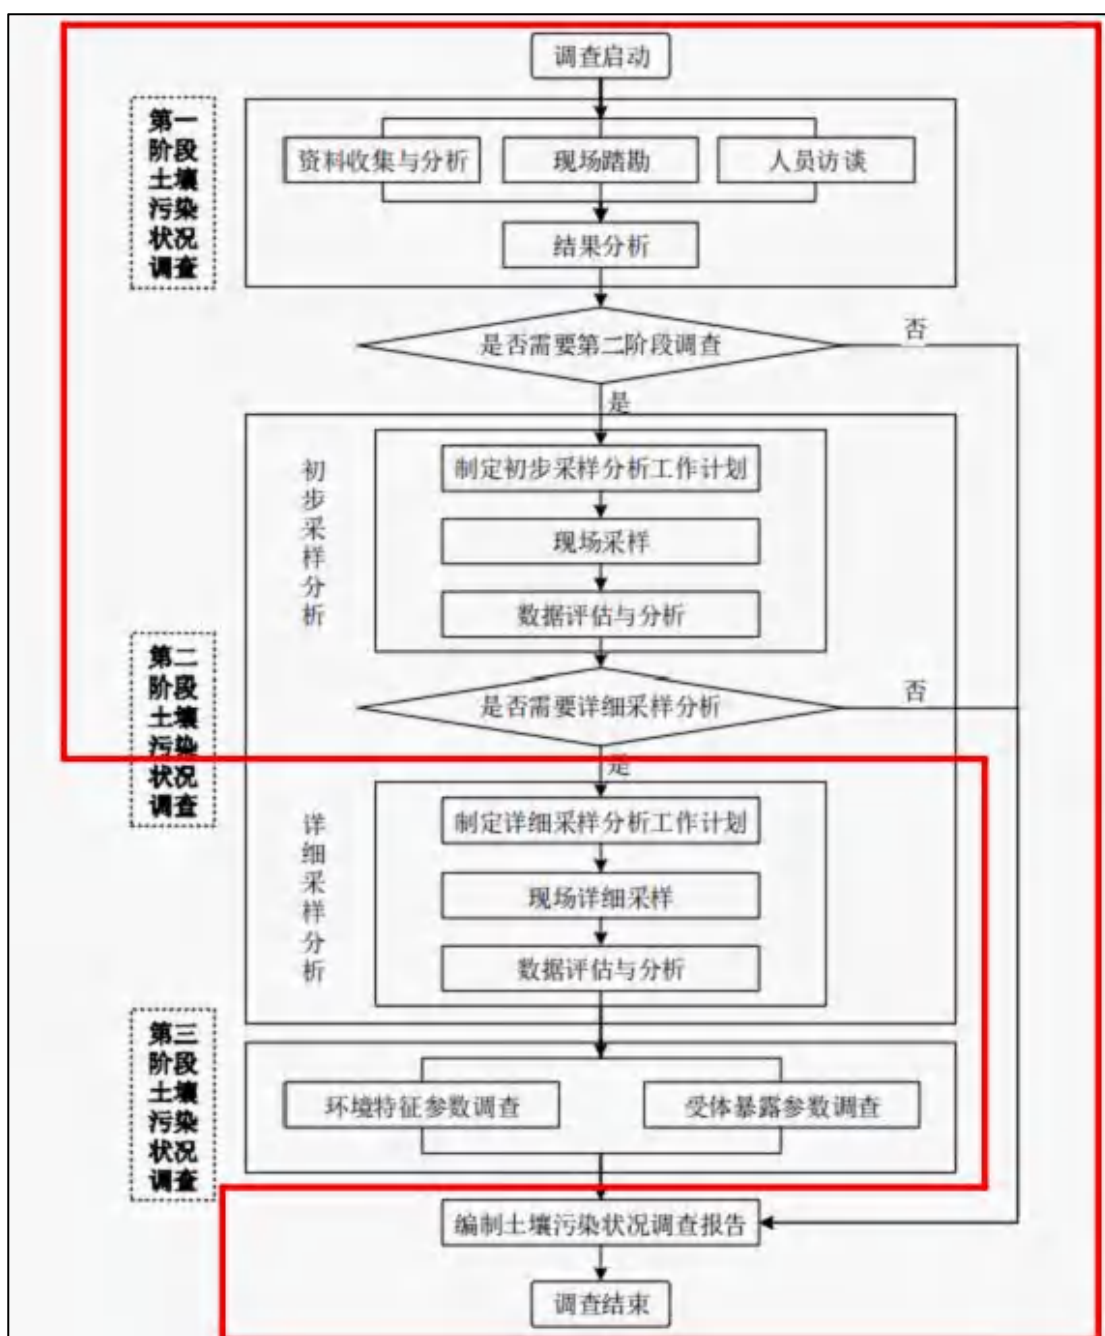 调查启动
第一
阶段
土壤
污染
状况
调查
资料收集与分析
现场踏勘
人员访谈
结果分析
是否需要第二阶段调查
否
是
初
步
采
样
分
析
制定初步采样分析工作计划
现场采样
数据评估与分析
第二
阶段
土壤
污染
状况
调查
是否需要详细采样分析
否
是
详
细
采
样
分
析
制定详细采样分析工作计划
现场详细采样
数据评估与分析
第三
阶段
土壤
污染
状况
调查
环境特征参数调查
受体暴露参数调查
编制土壤污染状况调查报告
调查结束